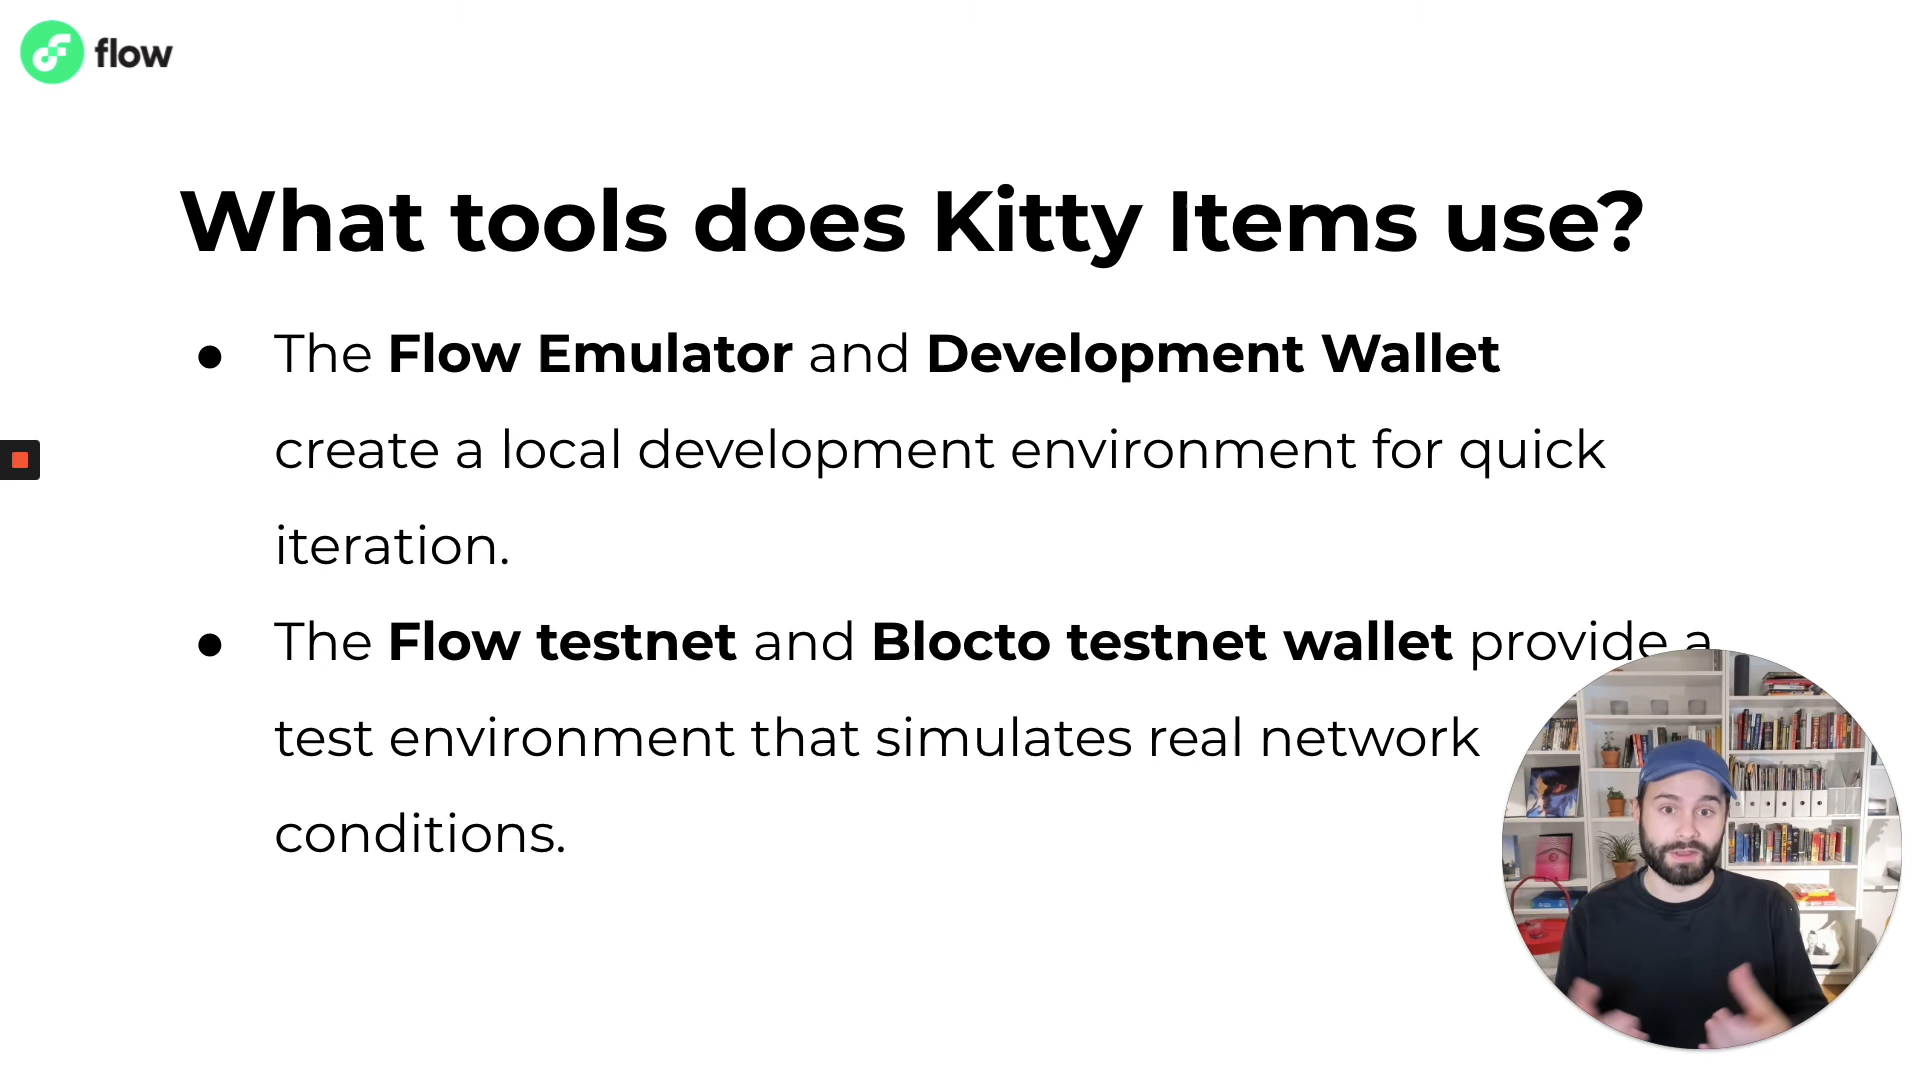 flow
What tools does Kitty Items use?
● The Flow Emulator and Development Wallet
create a local development environment for quick
iteration.
● The Flow testnet and Blocto testnet wallet provide a
test environment that simulates real network
conditions.